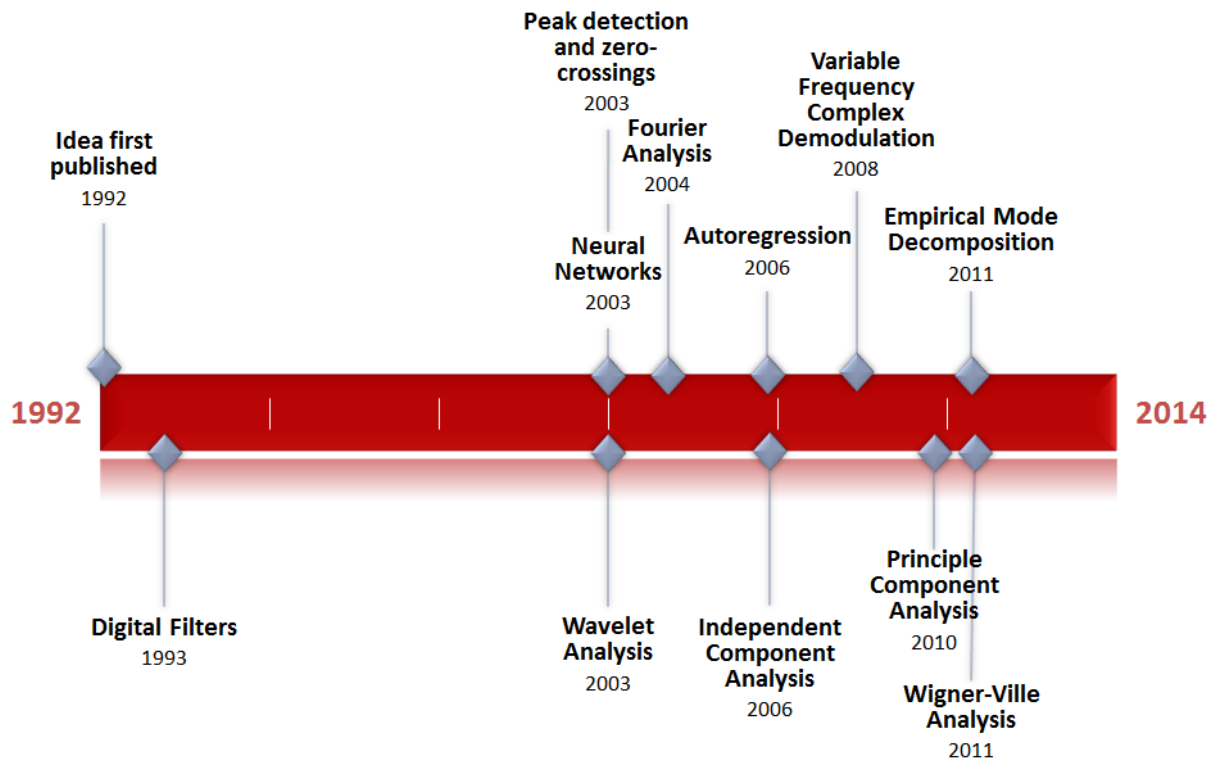 Peak detection
and zero-
crossings
2003
Variable
Frequency
Complex
Demodulation
2008
Idea first
published
1992
Fourier
Analysis
2004
Neural
Networks
2003
Autoregression
2006
Empirical Mode
Decomposition
2011
1992
2014
Digital Filters
1993
Wavelet
Analysis
2003
Independent
Component
Analysis
2006
Principle
Component
Analysis
2010
Wigner-Ville
Analysis
2011